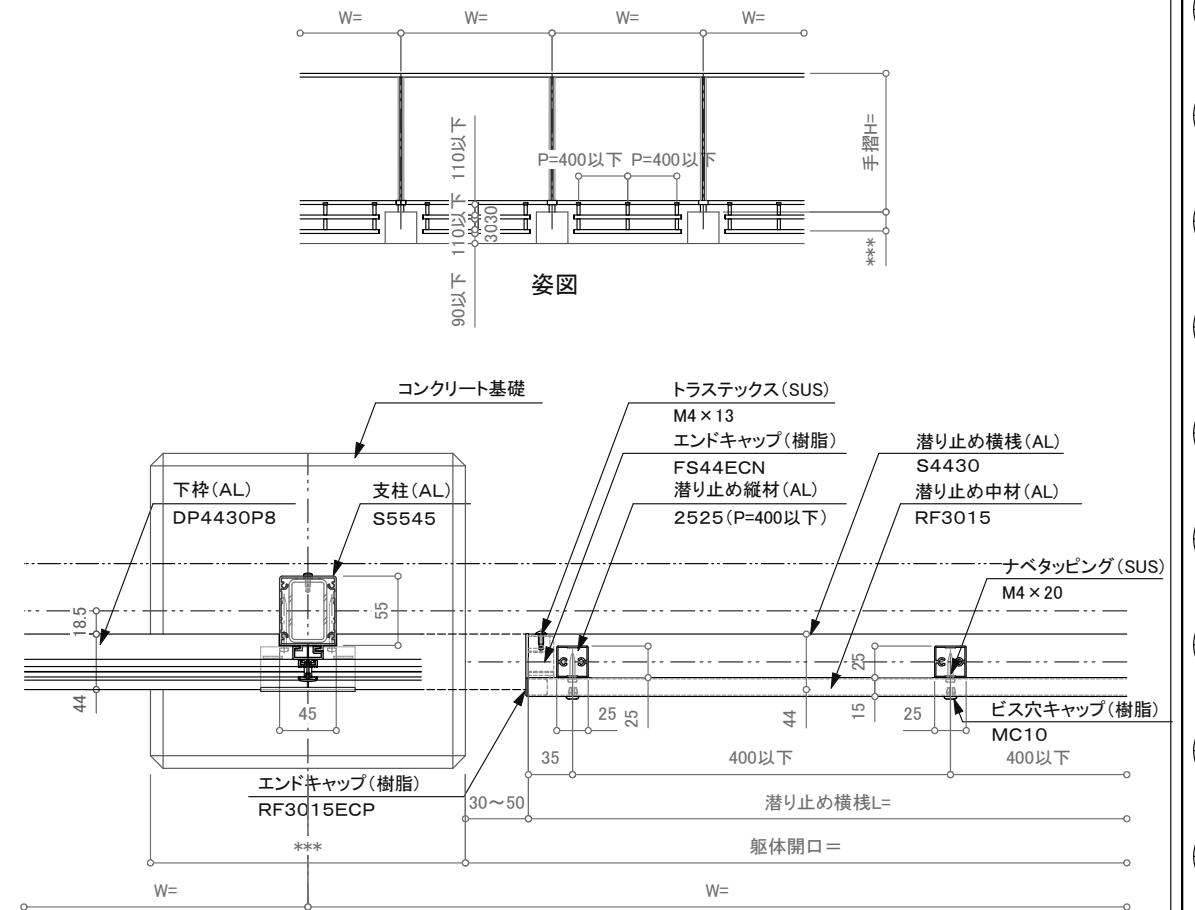 W=
W=
W=
W=
手摺H=
110以下
P=400以下
P=400以下
110以下
3030
90以下
***
姿図
コンクリート基礎
トラステックス(SUS)
M4×13
エンドキャップ(樹脂)
FS44ECN
潜り止め横桟(AL)
S4430
下枠(AL)
DP4430P8
支柱(AL)
S5545
潜り止め縦材(AL)
2525(P=400以下)
潜り止め中材(AL)
RF3015
ナベタッピング(SUS)
M4×20
18.5
55
44
45
25
25
44
25
15
25
ビス穴キャップ(樹脂)
MC10
35
400以下
400以下
エンドキャップ(樹脂)
RF3015ECP
30～50
潜り止め横桟L=
***
躯体開口=
W=
W=